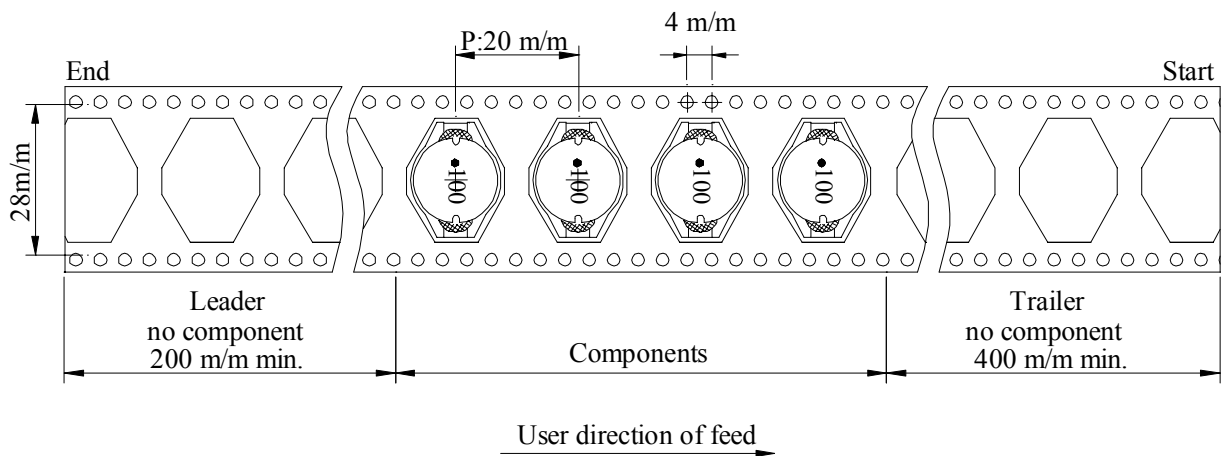 4 m/m
P:20 m/m
End
Start
28m/m
100
100
100
100
Leader
no component
200 m/m min.
Components
Trailer
no component
400 m/m min.
User direction of feed